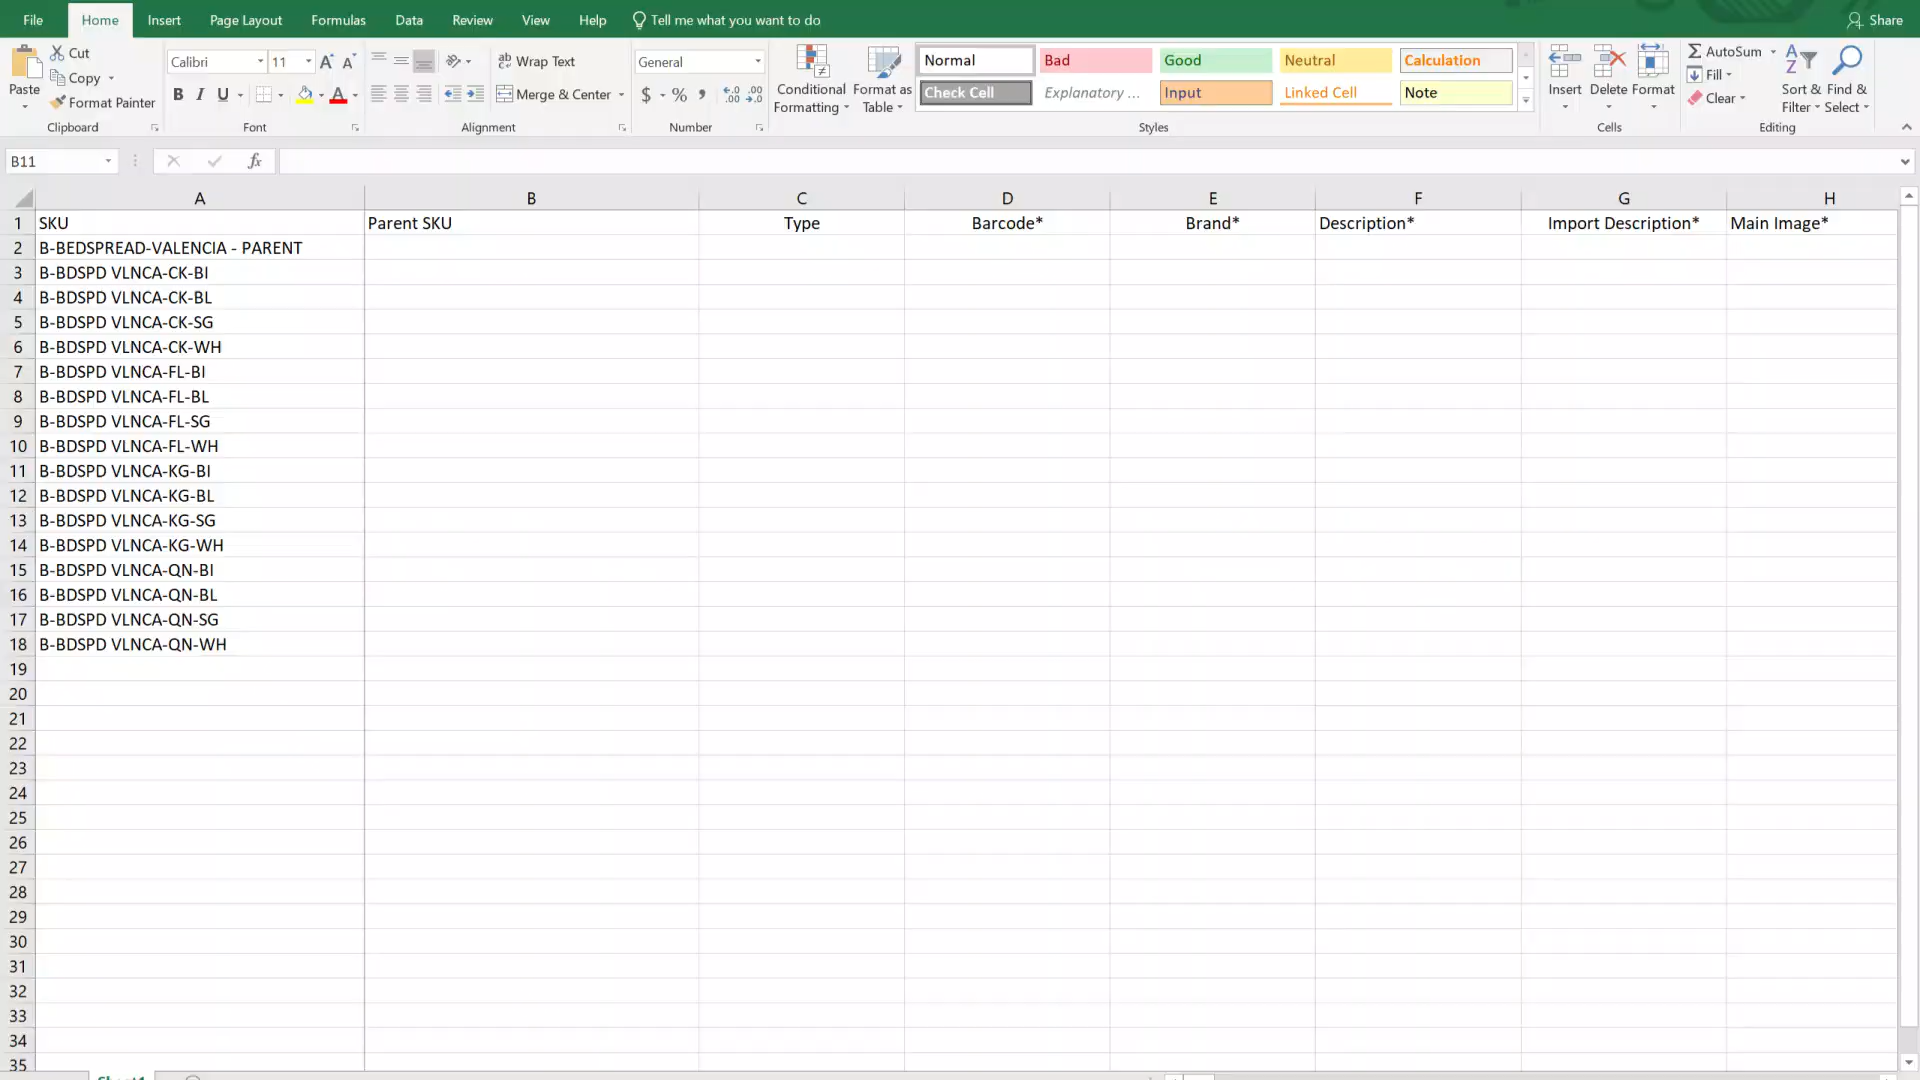 File Home Insert Page Layout Formulas Data Review View Help Tell me what you want to do Share
Paste Cut Copy Format Painter Clipboard
Calibri 11 A A B I U A Font
ab Wrap Text Merge & Center Alignment
General $ % , .0 .00 .00 .0 Number
Conditional Formatting Format as Table
Normal Bad Good Neutral Calculation
Check Cell Explanatory ... Input Linked Cell Note
Styles
Insert Delete Format Cells
AutoSum Fill Clear Sort & Filter Find & Select Editing
B11 fx
A B C D E F G H
1 SKU Parent SKU Type Barcode* Brand* Description* Import Description* Main Image*
2 B-BEDSPREAD-VALENCIA - PARENT
3 B-BDSPD VLNCA-CK-BI
4 B-BDSPD VLNCA-CK-BL
5 B-BDSPD VLNCA-CK-SG
6 B-BDSPD VLNCA-CK-WH
7 B-BDSPD VLNCA-FL-BI
8 B-BDSPD VLNCA-FL-BL
9 B-BDSPD VLNCA-FL-SG
10 B-BDSPD VLNCA-FL-WH
11 B-BDSPD VLNCA-KG-BI
12 B-BDSPD VLNCA-KG-BL
13 B-BDSPD VLNCA-KG-SG
14 B-BDSPD VLNCA-KG-WH
15 B-BDSPD VLNCA-QN-BI
16 B-BDSPD VLNCA-QN-BL
17 B-BDSPD VLNCA-QN-SG
18 B-BDSPD VLNCA-QN-WH
19
20
21
22
23
24
25
26
27
28
29
30
31
32
33
34
35
Sheet1